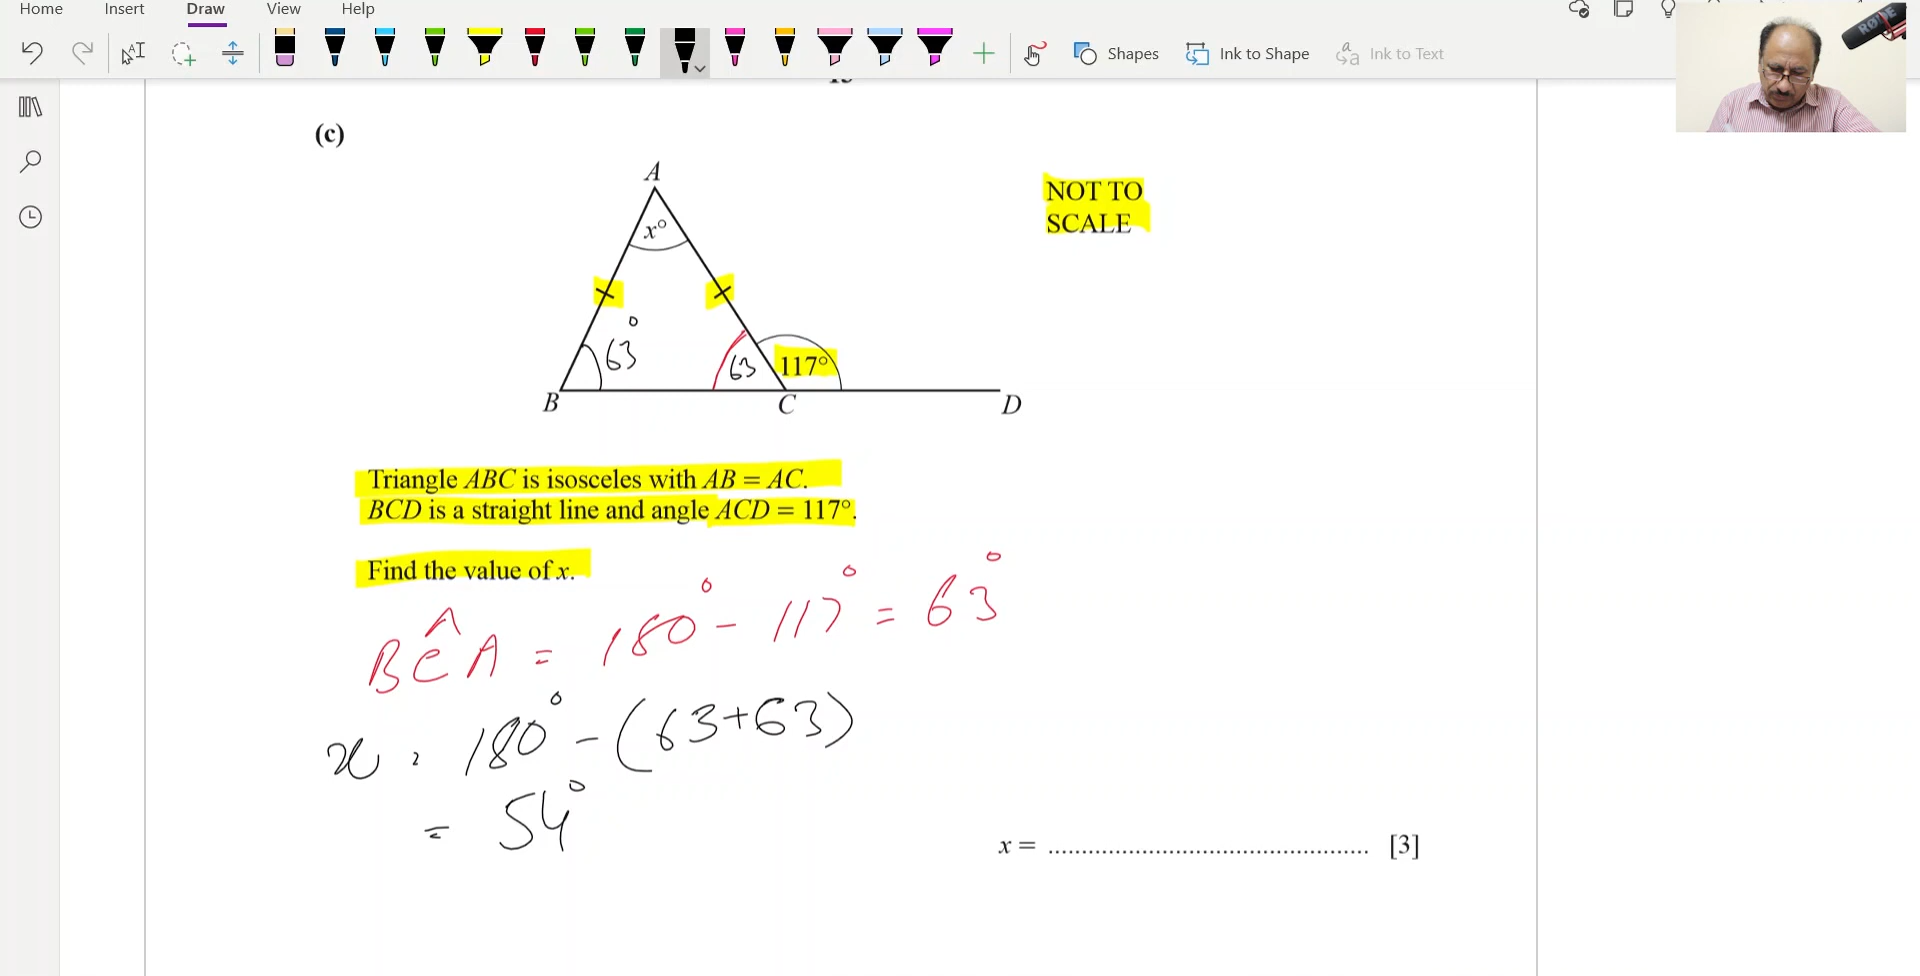 Home Insert Draw View Help
Shapes Ink to Shape Ink to Text
RØDE
(c)
A
NOT TO
SCALE
x°
63°
63
117°
B
C
D
Triangle ABC is isosceles with AB = AC.
BCD is a straight line and angle ACD = 117°.
Find the value of x.
BĈA = 180° - 117° = 63°
x = 180° - (63+63)
= 54°
x = ................................................ [3]